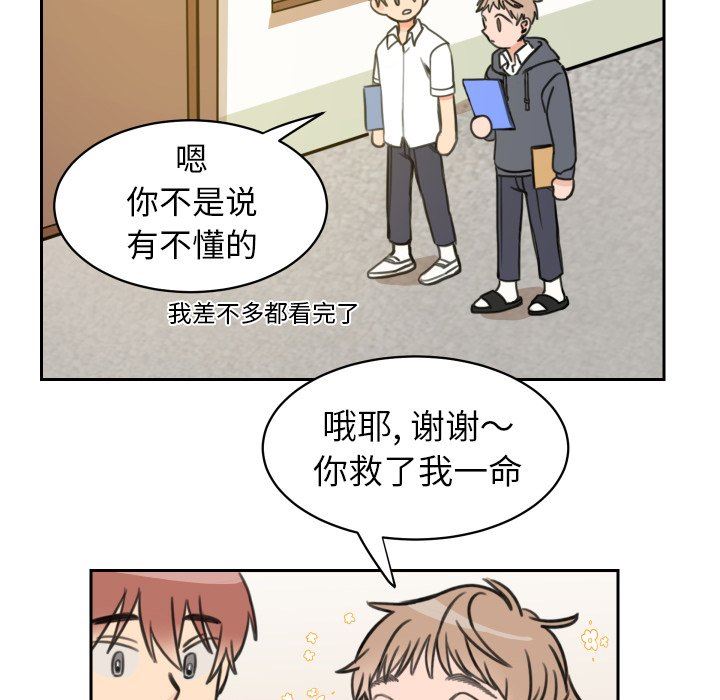 嗯
你不是说
有不懂的
我差不多都看完了
哦耶, 谢谢～
你救了我一命